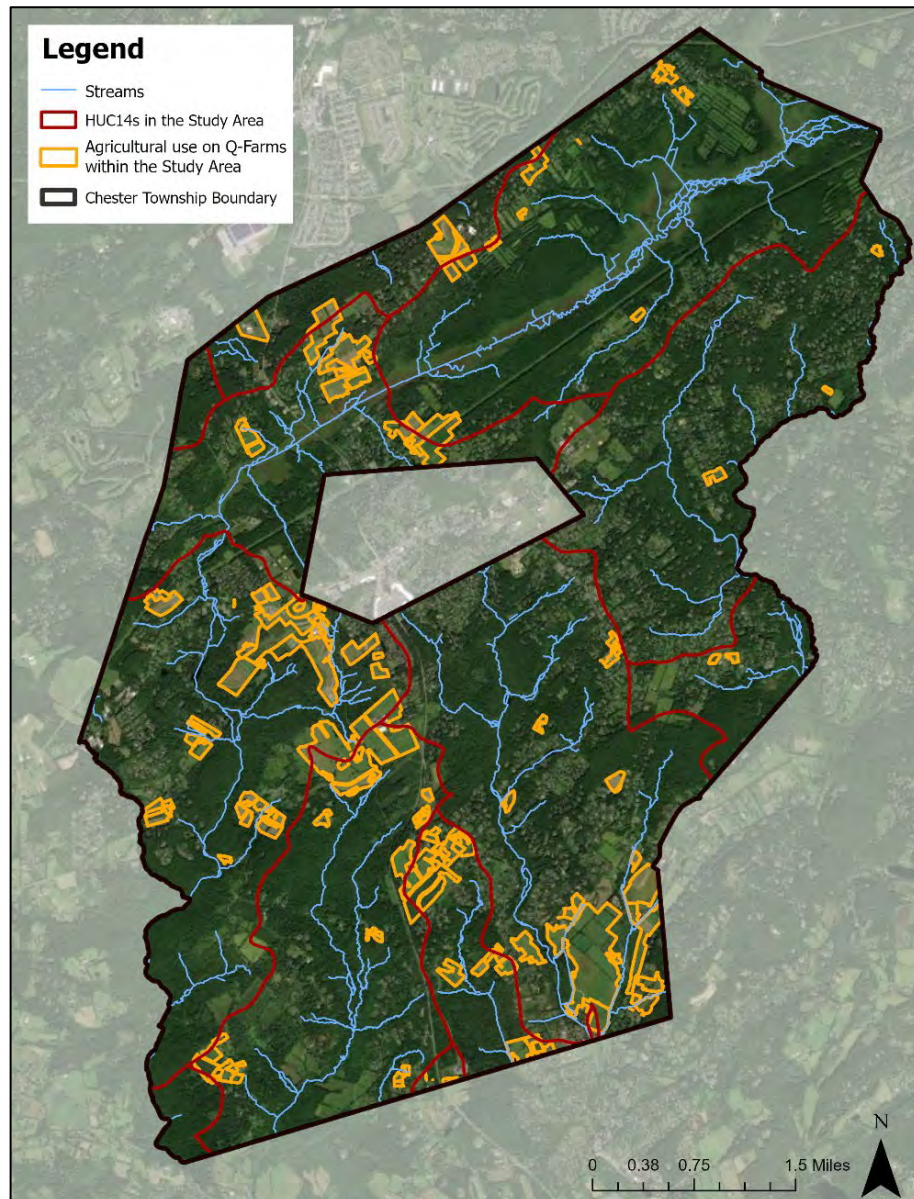 Legend
Streams
HUC14s in the Study Area
Agricultural use on Q-Farms
within the Study Area
Chester Township Boundary
N
0 0.38 0.75 1.5 Miles